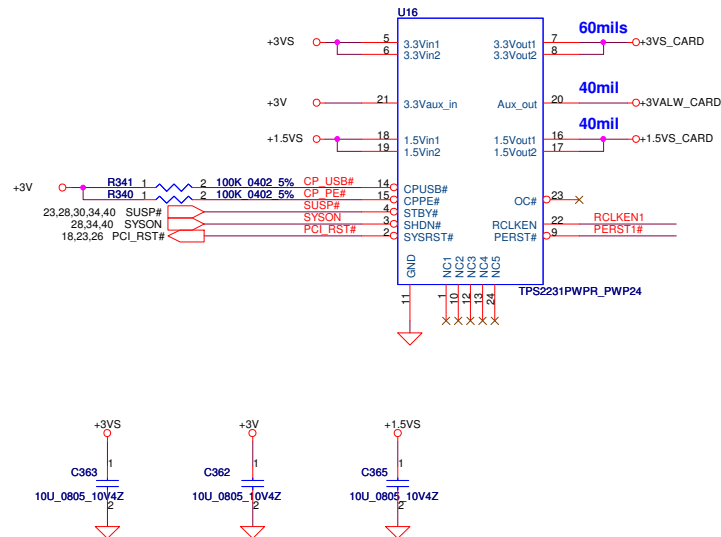 U16
60mils
+3VS 5 3.3Vin1 3.3Vout1 7 +3VS_CARD
6 3.3Vin2 3.3Vout2 8
40mil
+3V 21 3.3Vaux_in Aux_out 20 +3VALW_CARD
40mil
+1.5VS 18 1.5Vin1 1.5Vout1 16 +1.5VS_CARD
19 1.5Vin2 1.5Vout2 17
+3V R341 1 2 100K_0402_5% CP_USB# 14 CPUSB#
R340 1 2 100K_0402_5% CP_PE# 15 CPPE# OC# 23
23,28,30,34,40 SUSP# SUSP# 4 STBY#
28,34,40 SYSON SYSON 3 SHDN# RCLKEN 22 RCLKEN1
18,23,26 PCI_RST# PCI_RST# 2 SYSRST# PERST# 9 PERST1#
GND NC1 NC2 NC3 NC4 NC5
11 1 10 12 13 24
TPS2231PWPR_PWP24
+3VS +3V +1.5VS
1 1 1
C363 C362 C365
10U_0805_10V4Z 10U_0805_10V4Z 10U_0805_10V4Z
2 2 2